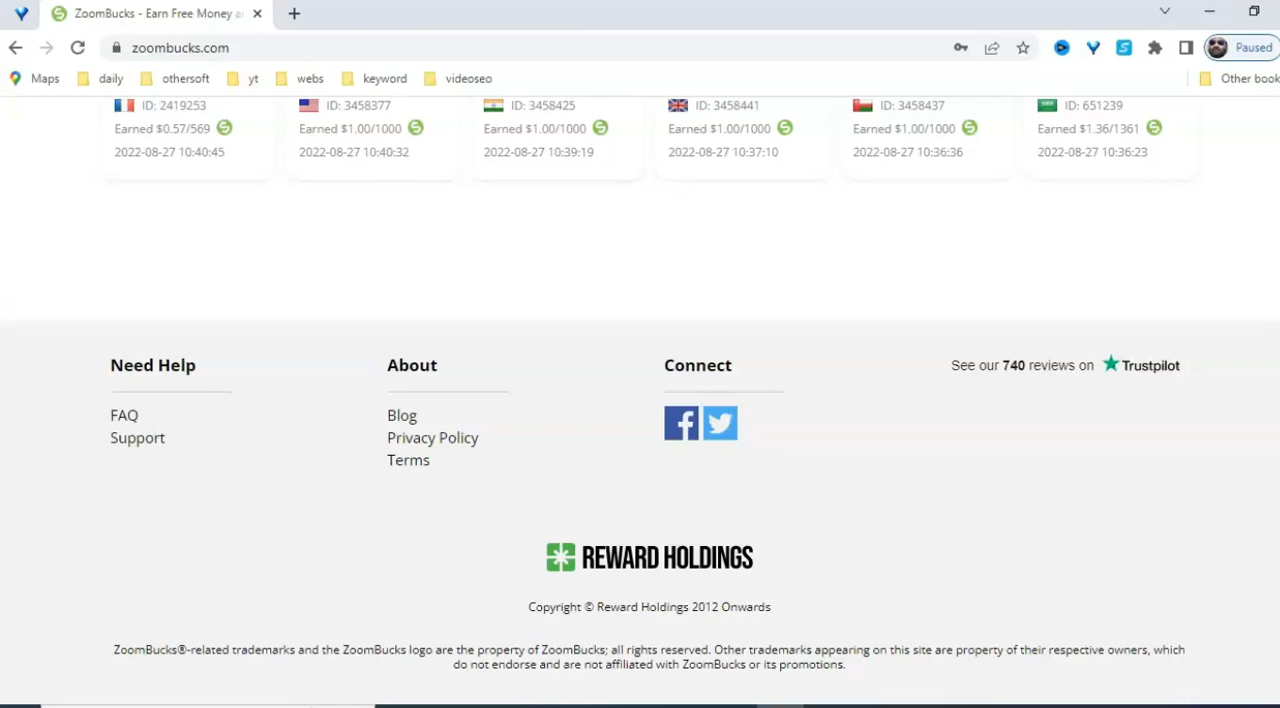 ZoomBucks - Earn Free Money a
zoombucks.com
Paused
Maps
daily
othersoft
yt
webs
keyword
videoseo
Other book
ID: 2419253
ID: 3458377
ID: 3458425
ID: 3458441
ID: 3458437
ID: 651239
Earned $0.57/569
Earned $1.00/1000
Earned $1.00/1000
Earned $1.00/1000
Earned $1.00/1000
Earned $1.36/1361
2022-08-27 10:40:45
2022-08-27 10:40:32
2022-08-27 10:39:19
2022-08-27 10:37:10
2022-08-27 10:36:36
2022-08-27 10:36:23
Need Help
FAQ
Support
About
Blog
Privacy Policy
Terms
Connect
See our 740 reviews on Trustpilot
REWARD HOLDINGS
Copyright © Reward Holdings 2012 Onwards
ZoomBucks®-related trademarks and the ZoomBucks logo are the property of ZoomBucks; all rights reserved. Other trademarks appearing on this site are property of their respective owners, which
do not endorse and are not affiliated with ZoomBucks or its promotions.